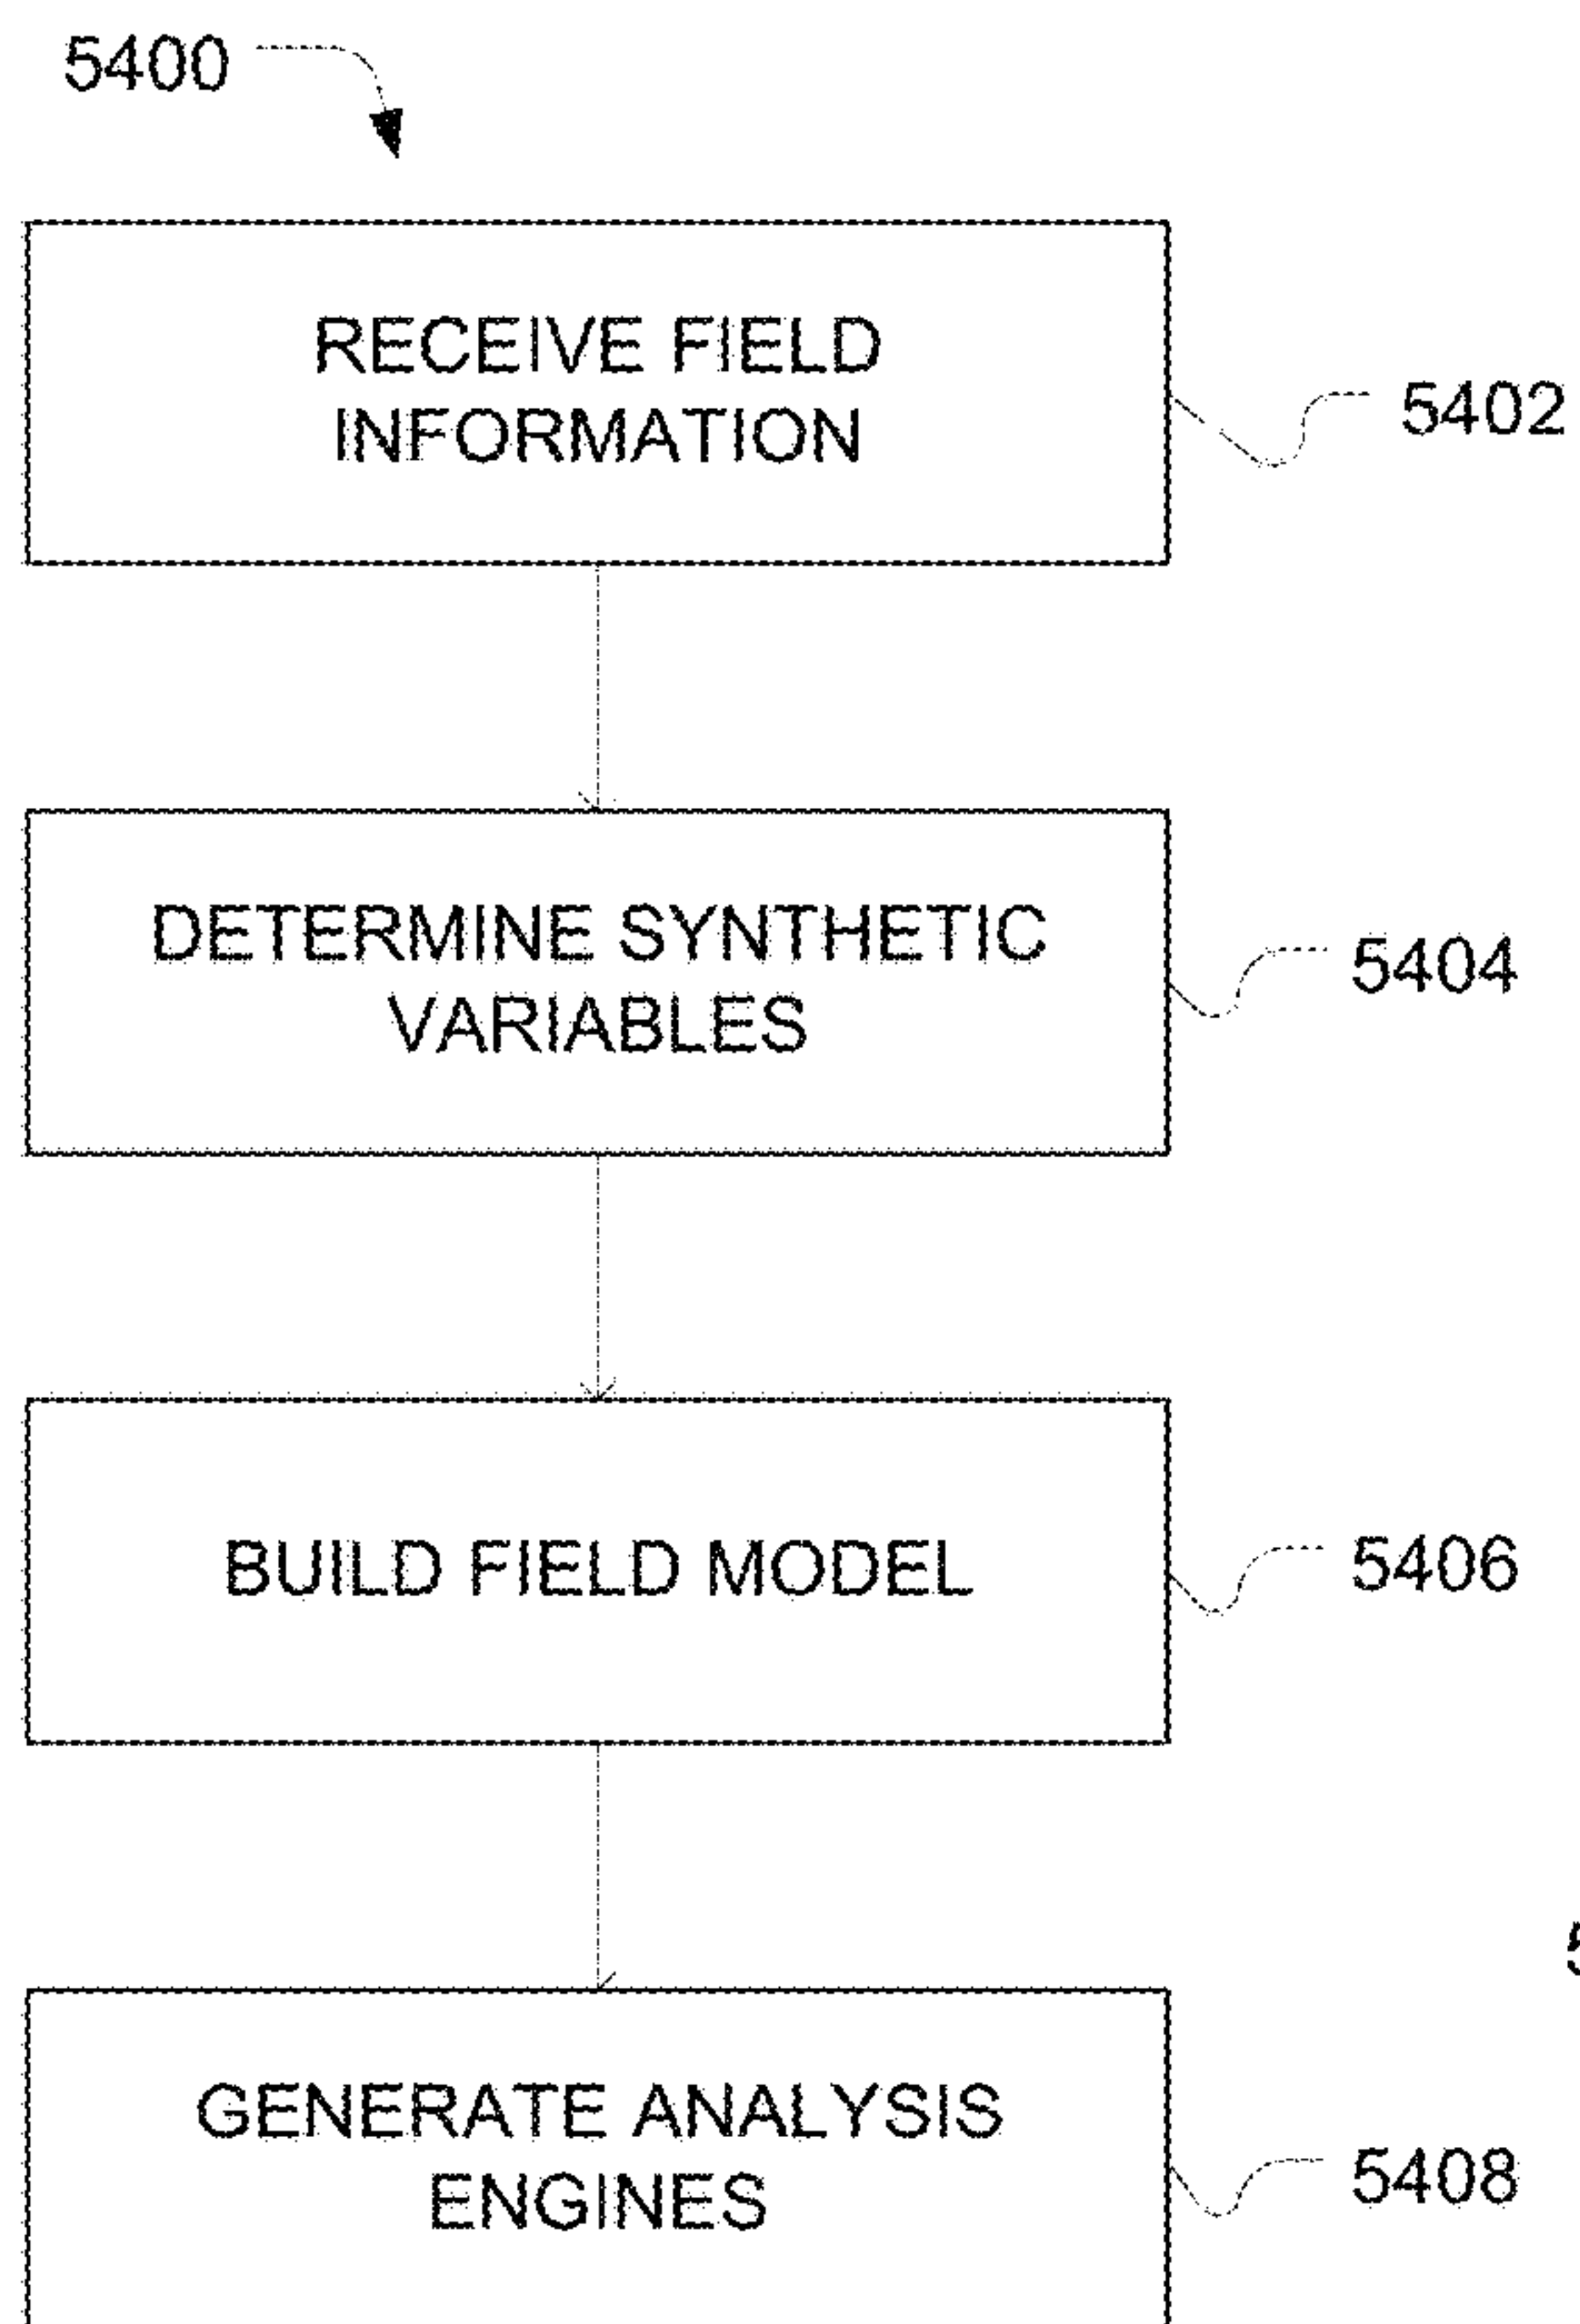 5400
RECEIVE FIELD
INFORMATION
5402
DETERMINE SYNTHETIC
VARIABLES
5404
BUILD FIELD MODEL
5406
GENERATE ANALYSIS
ENGINES
5408